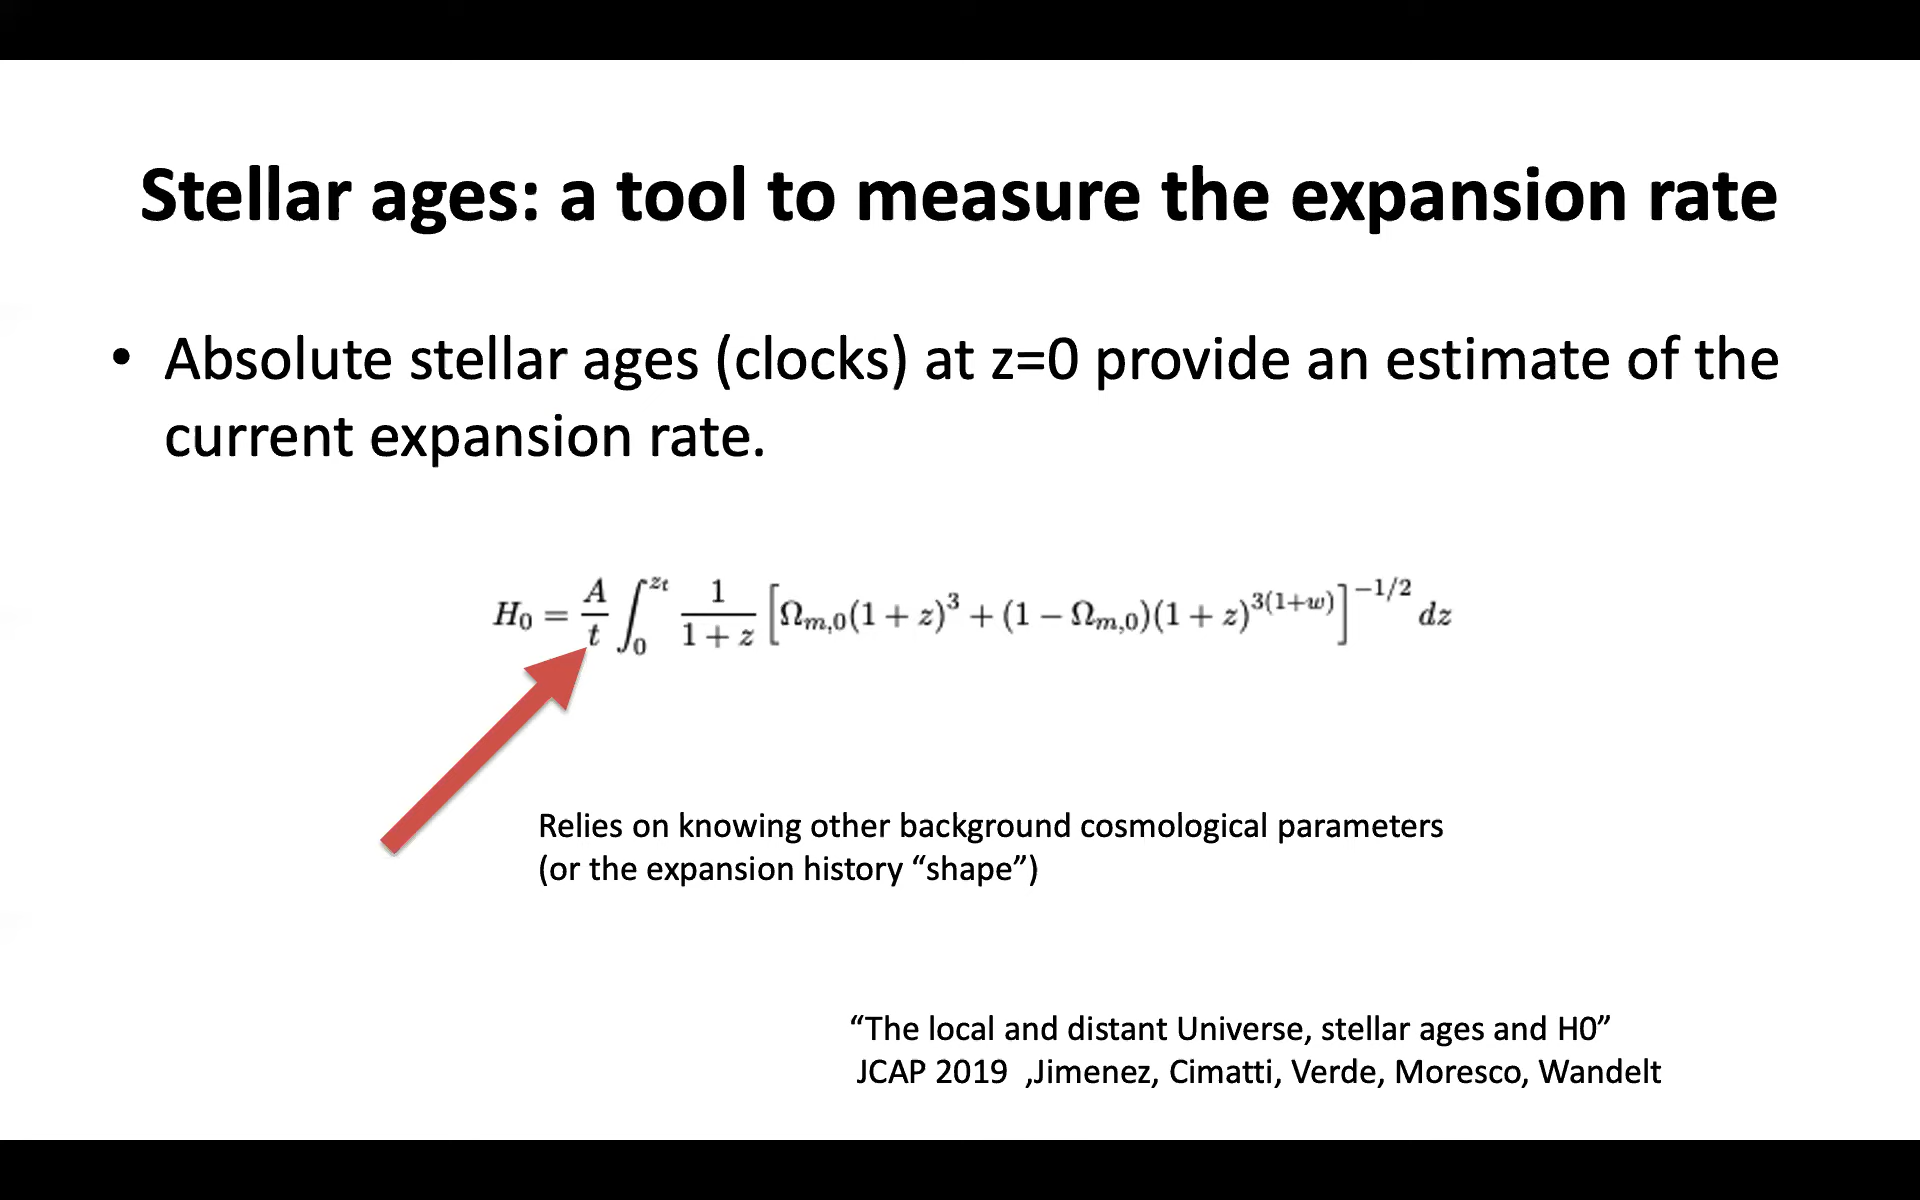 Stellar ages: a tool to measure the expansion rate
• Absolute stellar ages (clocks) at z=0 provide an estimate of the
current expansion rate.
H₀ = A/t ∫₀^{z_t} 1/(1 + z) [Ω_{m,0}(1 + z)³ + (1 − Ω_{m,0})(1 + z)^{3(1+w)}]^{−1/2} dz
Relies on knowing other background cosmological parameters
(or the expansion history “shape”)
“The local and distant Universe, stellar ages and H0”
JCAP 2019 ,Jimenez, Cimatti, Verde, Moresco, Wandelt